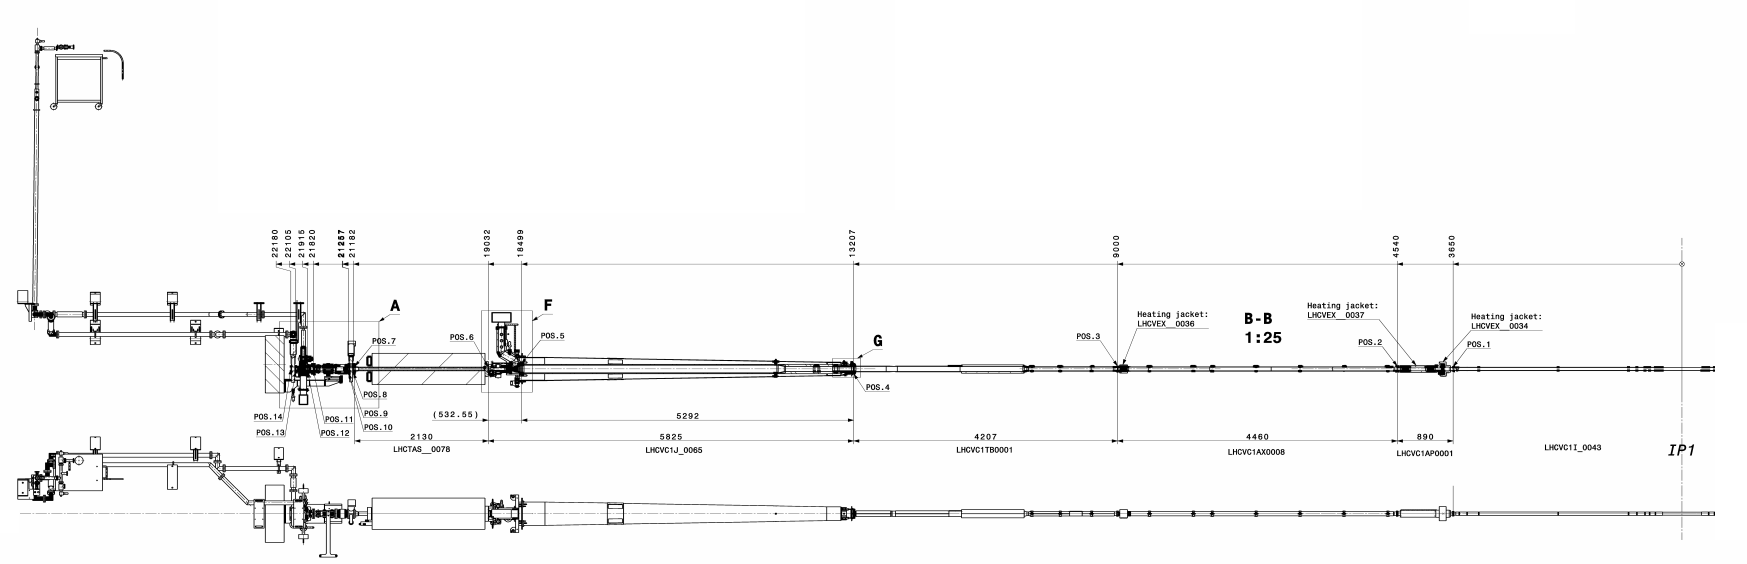 22180
22105
21915
21820
21257
21182
19032
18499
13207
9000
4540
3650
A
F
G
B-B
1:25
Heating jacket:
LHCVEX__0036
Heating jacket:
LHCVEX__0037
Heating jacket:
LHCVEX__0034
POS.7
POS.6
POS.5
POS.3
POS.2
POS.1
POS.4
POS.8
POS.9
POS.10
POS.14
POS.11
POS.13
POS.12
(532.55)
5292
2130
5825
4207
4460
890
LHCTAS__0078
LHCVC1J_0065
LHCVC1TB0001
LHCVC1AX0008
LHCVC1AP0001
LHCVC1I_0043
IP1